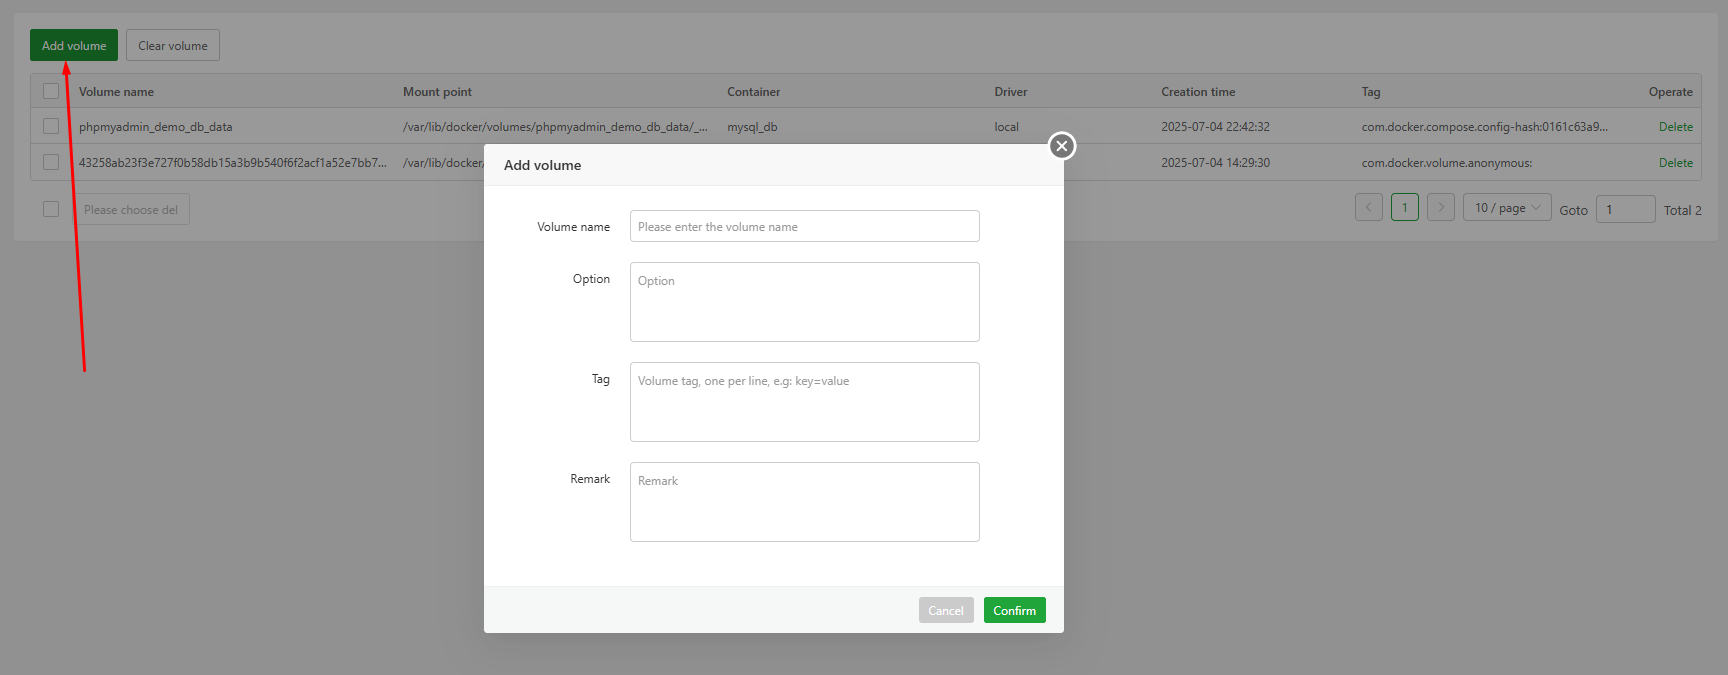 Add volume Clear volume
Volume name Mount point Container Driver Creation time Tag Operate
phpmyadmin_demo_db_data /var/lib/docker/volumes/phpmyadmin_demo_db_data/_... mysql_db local 2025-07-04 22:42:32 com.docker.compose.config-hash:0161c63a9... Delete
43258ab23f3e727f0b58db15a3b9b540f6f2acf1a52e7bb7... /var/lib/docker/ 2025-07-04 14:29:30 com.docker.volume.anonymous: Delete
Please choose del 1 10 / page Goto 1 Total 2
Add volume
Volume name Please enter the volume name
Option Option
Tag Volume tag, one per line, e.g: key=value
Remark Remark
Cancel Confirm